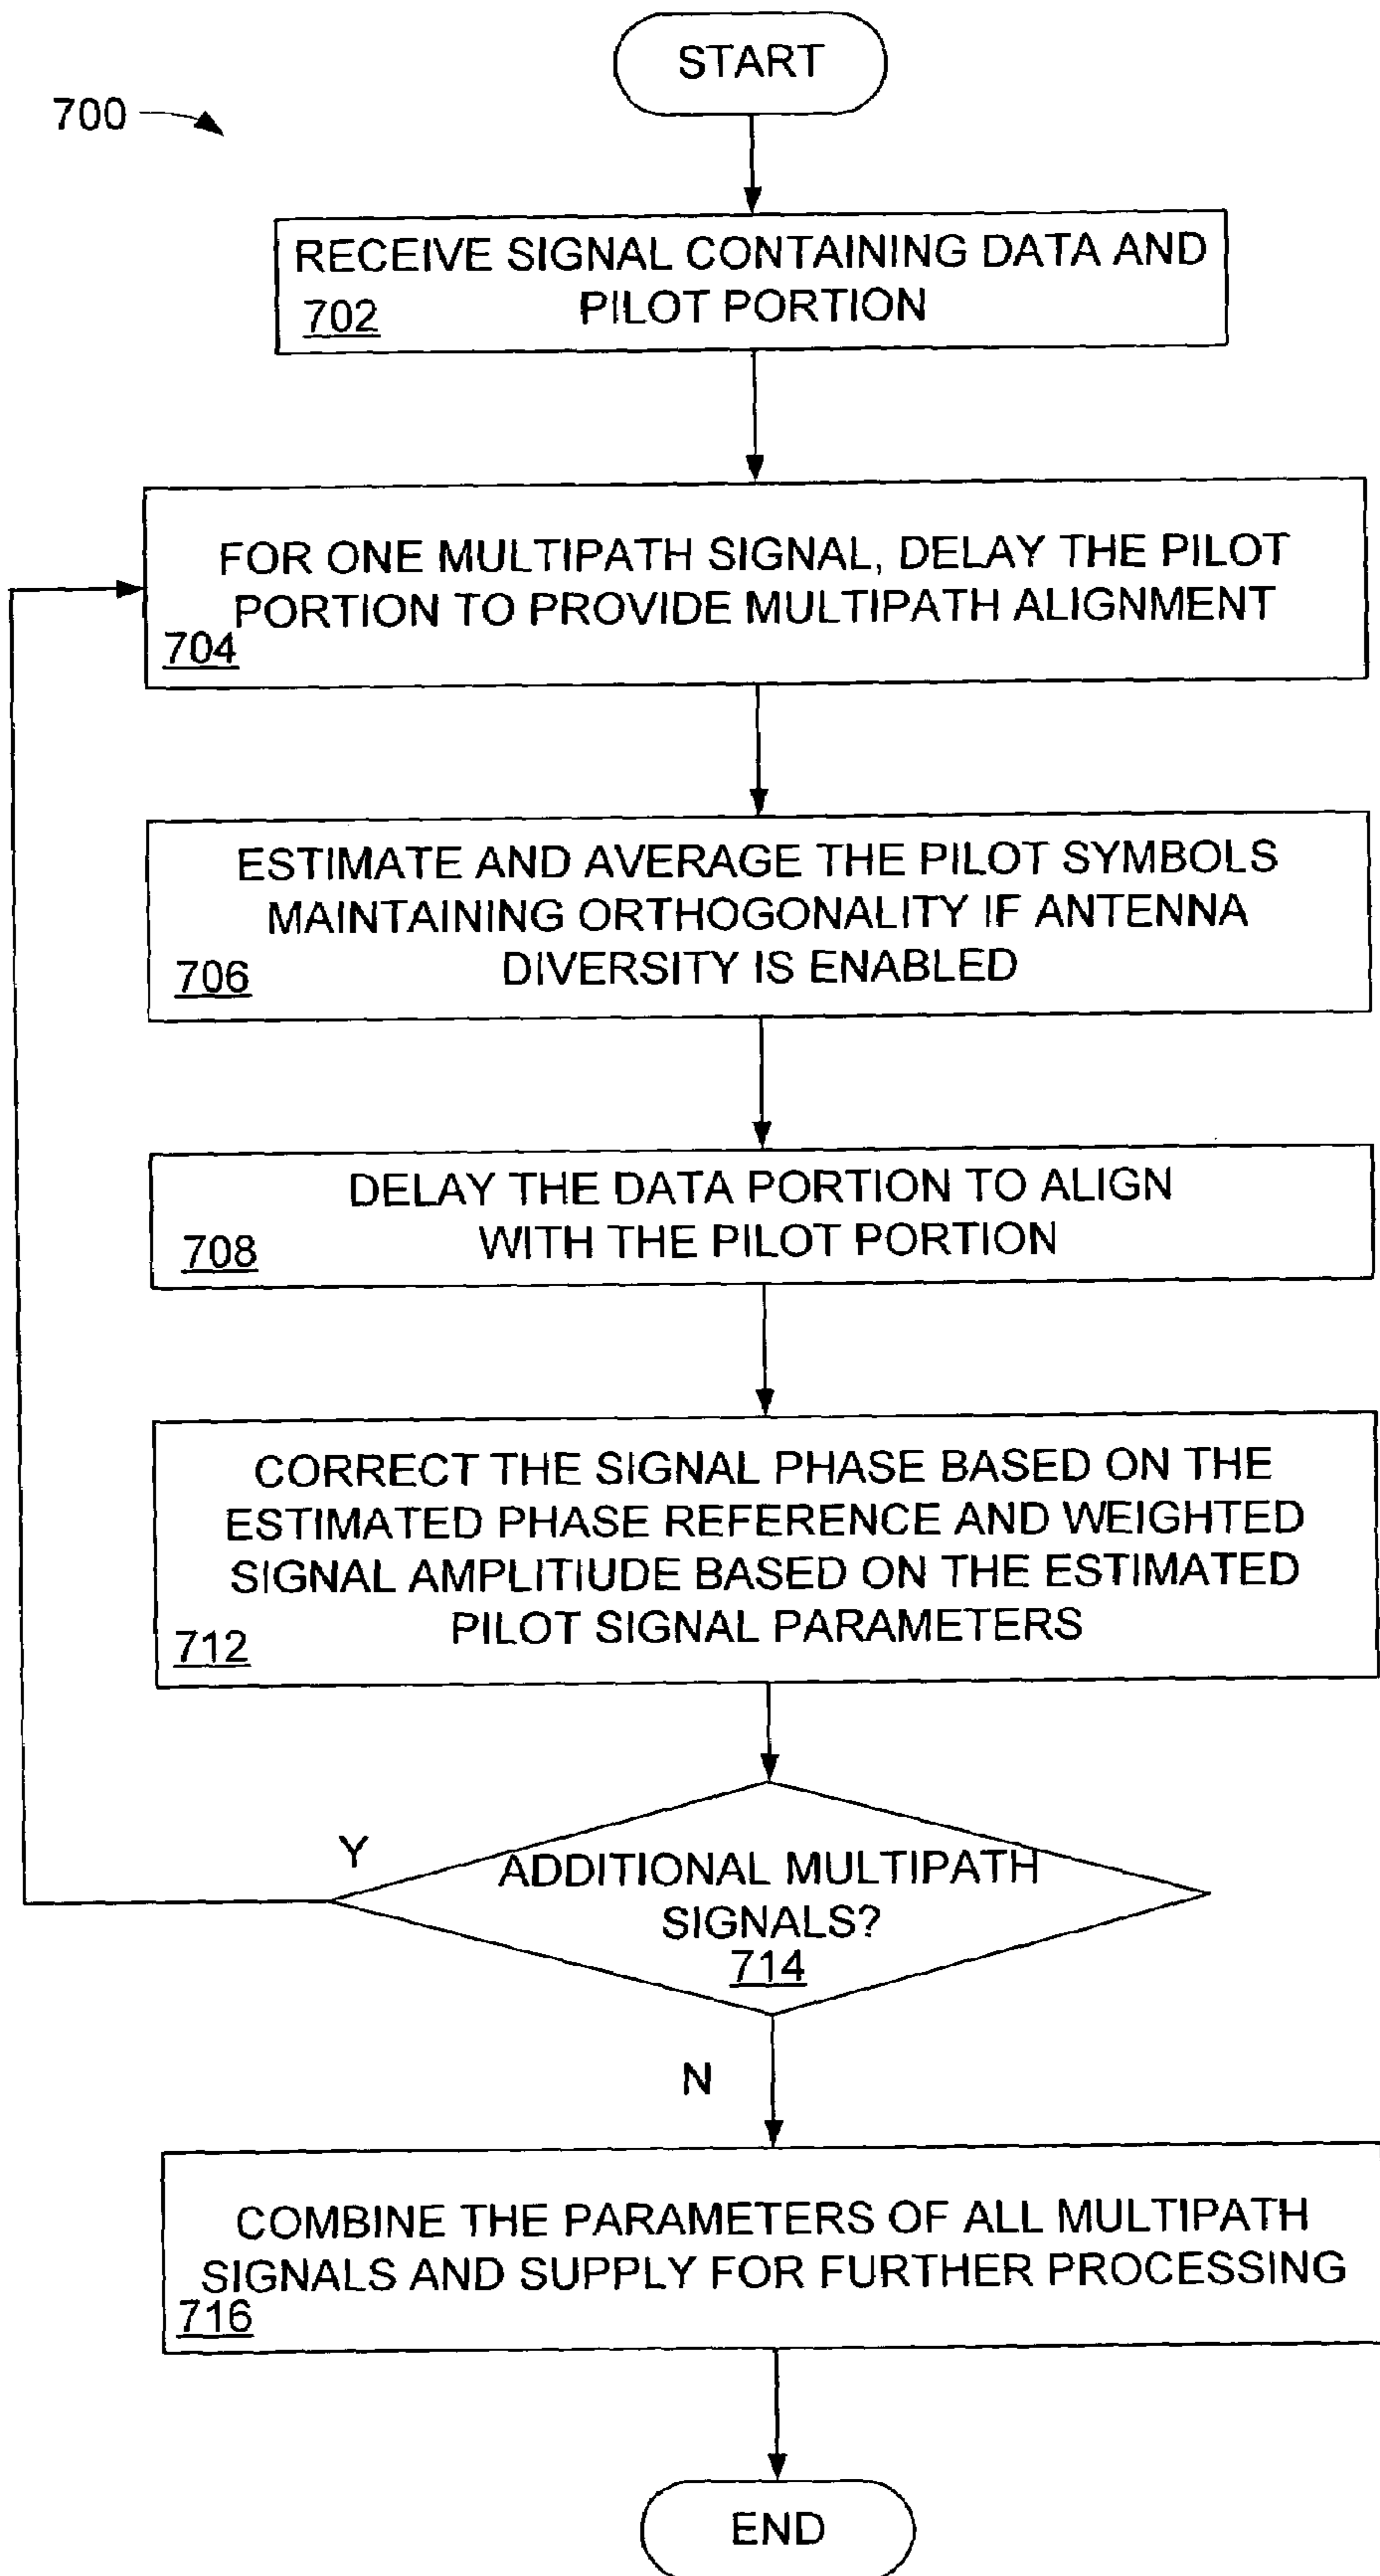 START
700
RECEIVE SIGNAL CONTAINING DATA AND
PILOT PORTION
702
FOR ONE MULTIPATH SIGNAL, DELAY THE PILOT
PORTION TO PROVIDE MULTIPATH ALIGNMENT
704
ESTIMATE AND AVERAGE THE PILOT SYMBOLS
MAINTAINING ORTHOGONALITY IF ANTENNA
DIVERSITY IS ENABLED
706
DELAY THE DATA PORTION TO ALIGN
WITH THE PILOT PORTION
708
CORRECT THE SIGNAL PHASE BASED ON THE
ESTIMATED PHASE REFERENCE AND WEIGHTED
SIGNAL AMPLITIUDE BASED ON THE ESTIMATED
PILOT SIGNAL PARAMETERS
712
Y
ADDITIONAL MULTIPATH
SIGNALS?
714
N
COMBINE THE PARAMETERS OF ALL MULTIPATH
SIGNALS AND SUPPLY FOR FURTHER PROCESSING
716
END